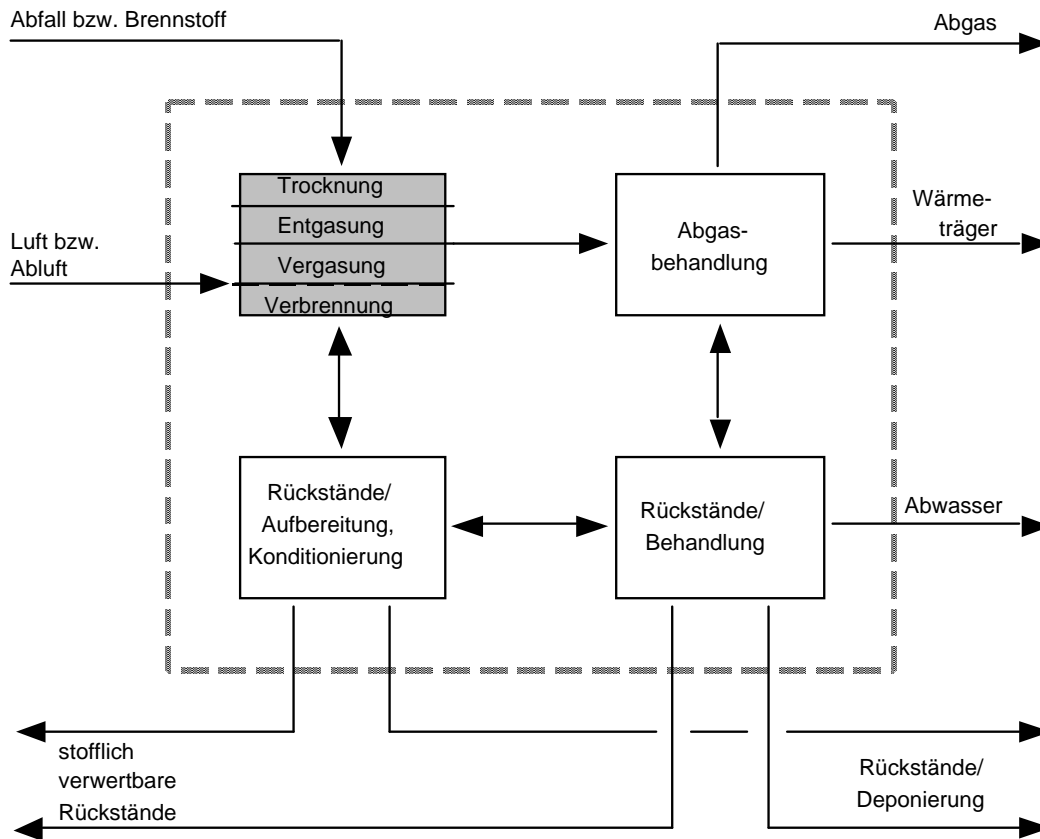 Abfall bzw. Brennstoff
Abgas
Trocknung
Entgasung
Vergasung
Verbrennung
Abgas-
behandlung
Wärme-
träger
Luft bzw.
Abluft
Rückstände/
Aufbereitung,
Konditionierung
Rückstände/
Behandlung
Abwasser
stofflich
verwertbare
Rückstände
Rückstände/
Deponierung